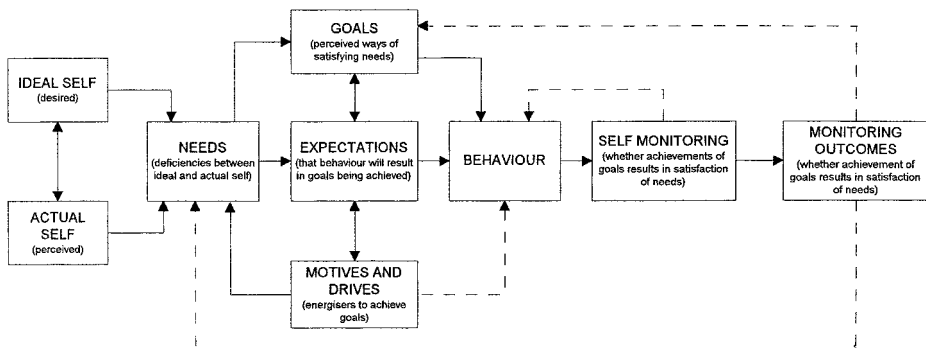 GOALS
(perceived ways of
satisfying needs)
IDEAL SELF
(desired)
NEEDS
(deficiencies between
ideal and actual self)
EXPECTATIONS
(that behaviour will result
in goals being achieved)
BEHAVIOUR
SELF MONITORING
(whether achievements of
goals results in satisfaction
of needs)
MONITORING
OUTCOMES
(whether achievement of
goals results in satisfaction
of needs)
ACTUAL
SELF
(perceived)
MOTIVES AND
DRIVES
(energisers to achieve
goals)